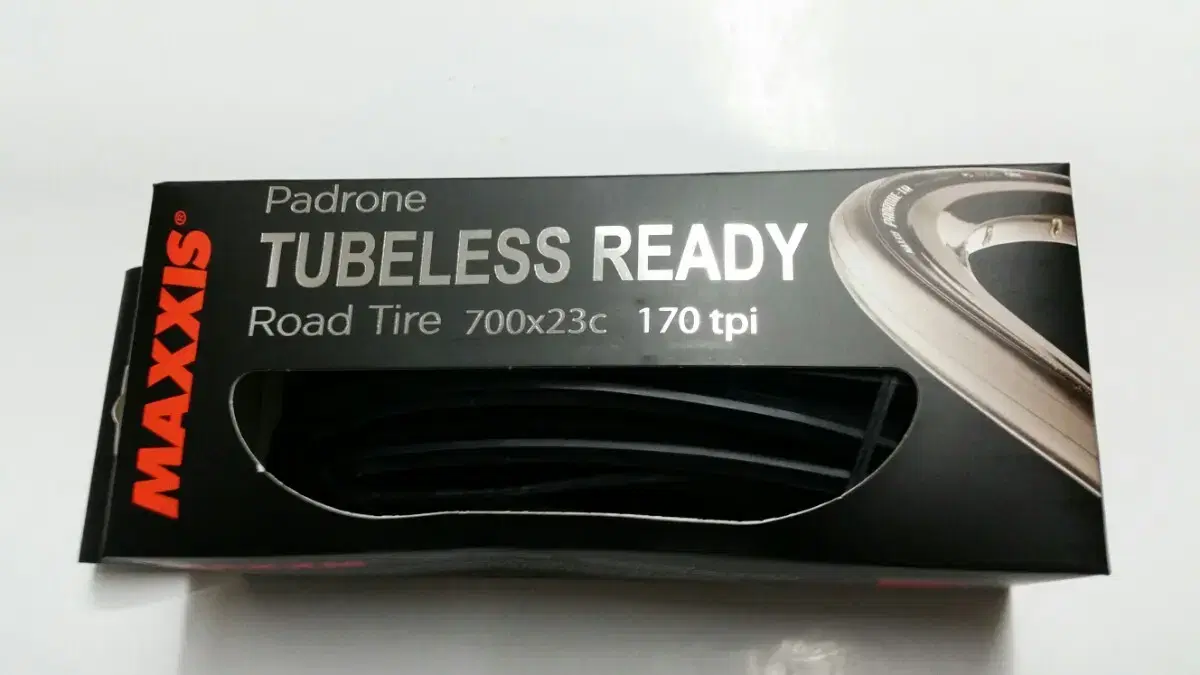 MAXXIS®
Padrone
TUBELESS READY
Road Tire 700x23c 170 tpi